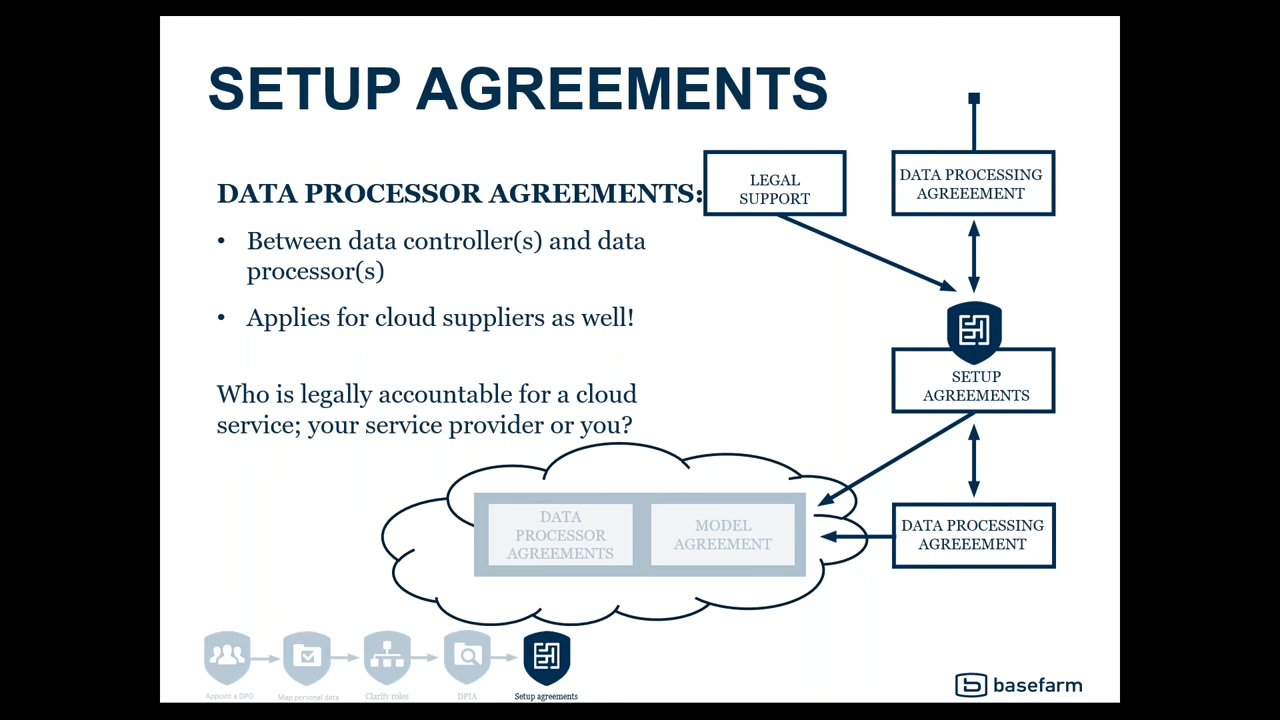 SETUP AGREEMENTS
DATA PROCESSOR AGREEMENTS:
• Between data controller(s) and data
processor(s)
• Applies for cloud suppliers as well!
Who is legally accountable for a cloud
service; your service provider or you?
LEGAL
SUPPORT
DATA PROCESSING
AGREEEMENT
SETUP
AGREEMENTS
DATA PROCESSING
AGREEEMENT
DATA
PROCESSOR
AGREEMENTS
MODEL
AGREEMENT
Appoint a DPO
Map personal data
Clarify roles
DPIA
Setup agreements
basefarm